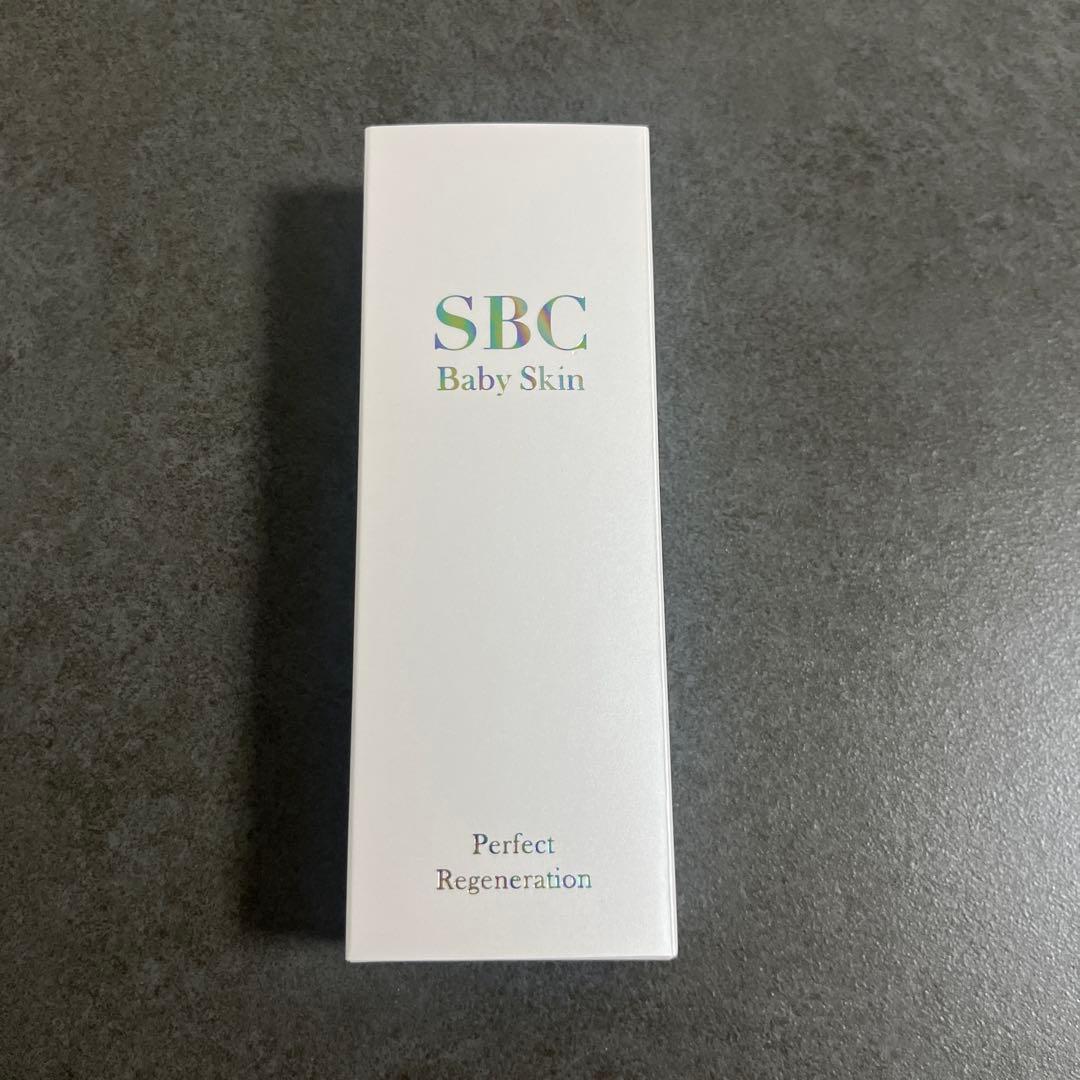 SBC
Baby Skin
Perfect
Regeneration